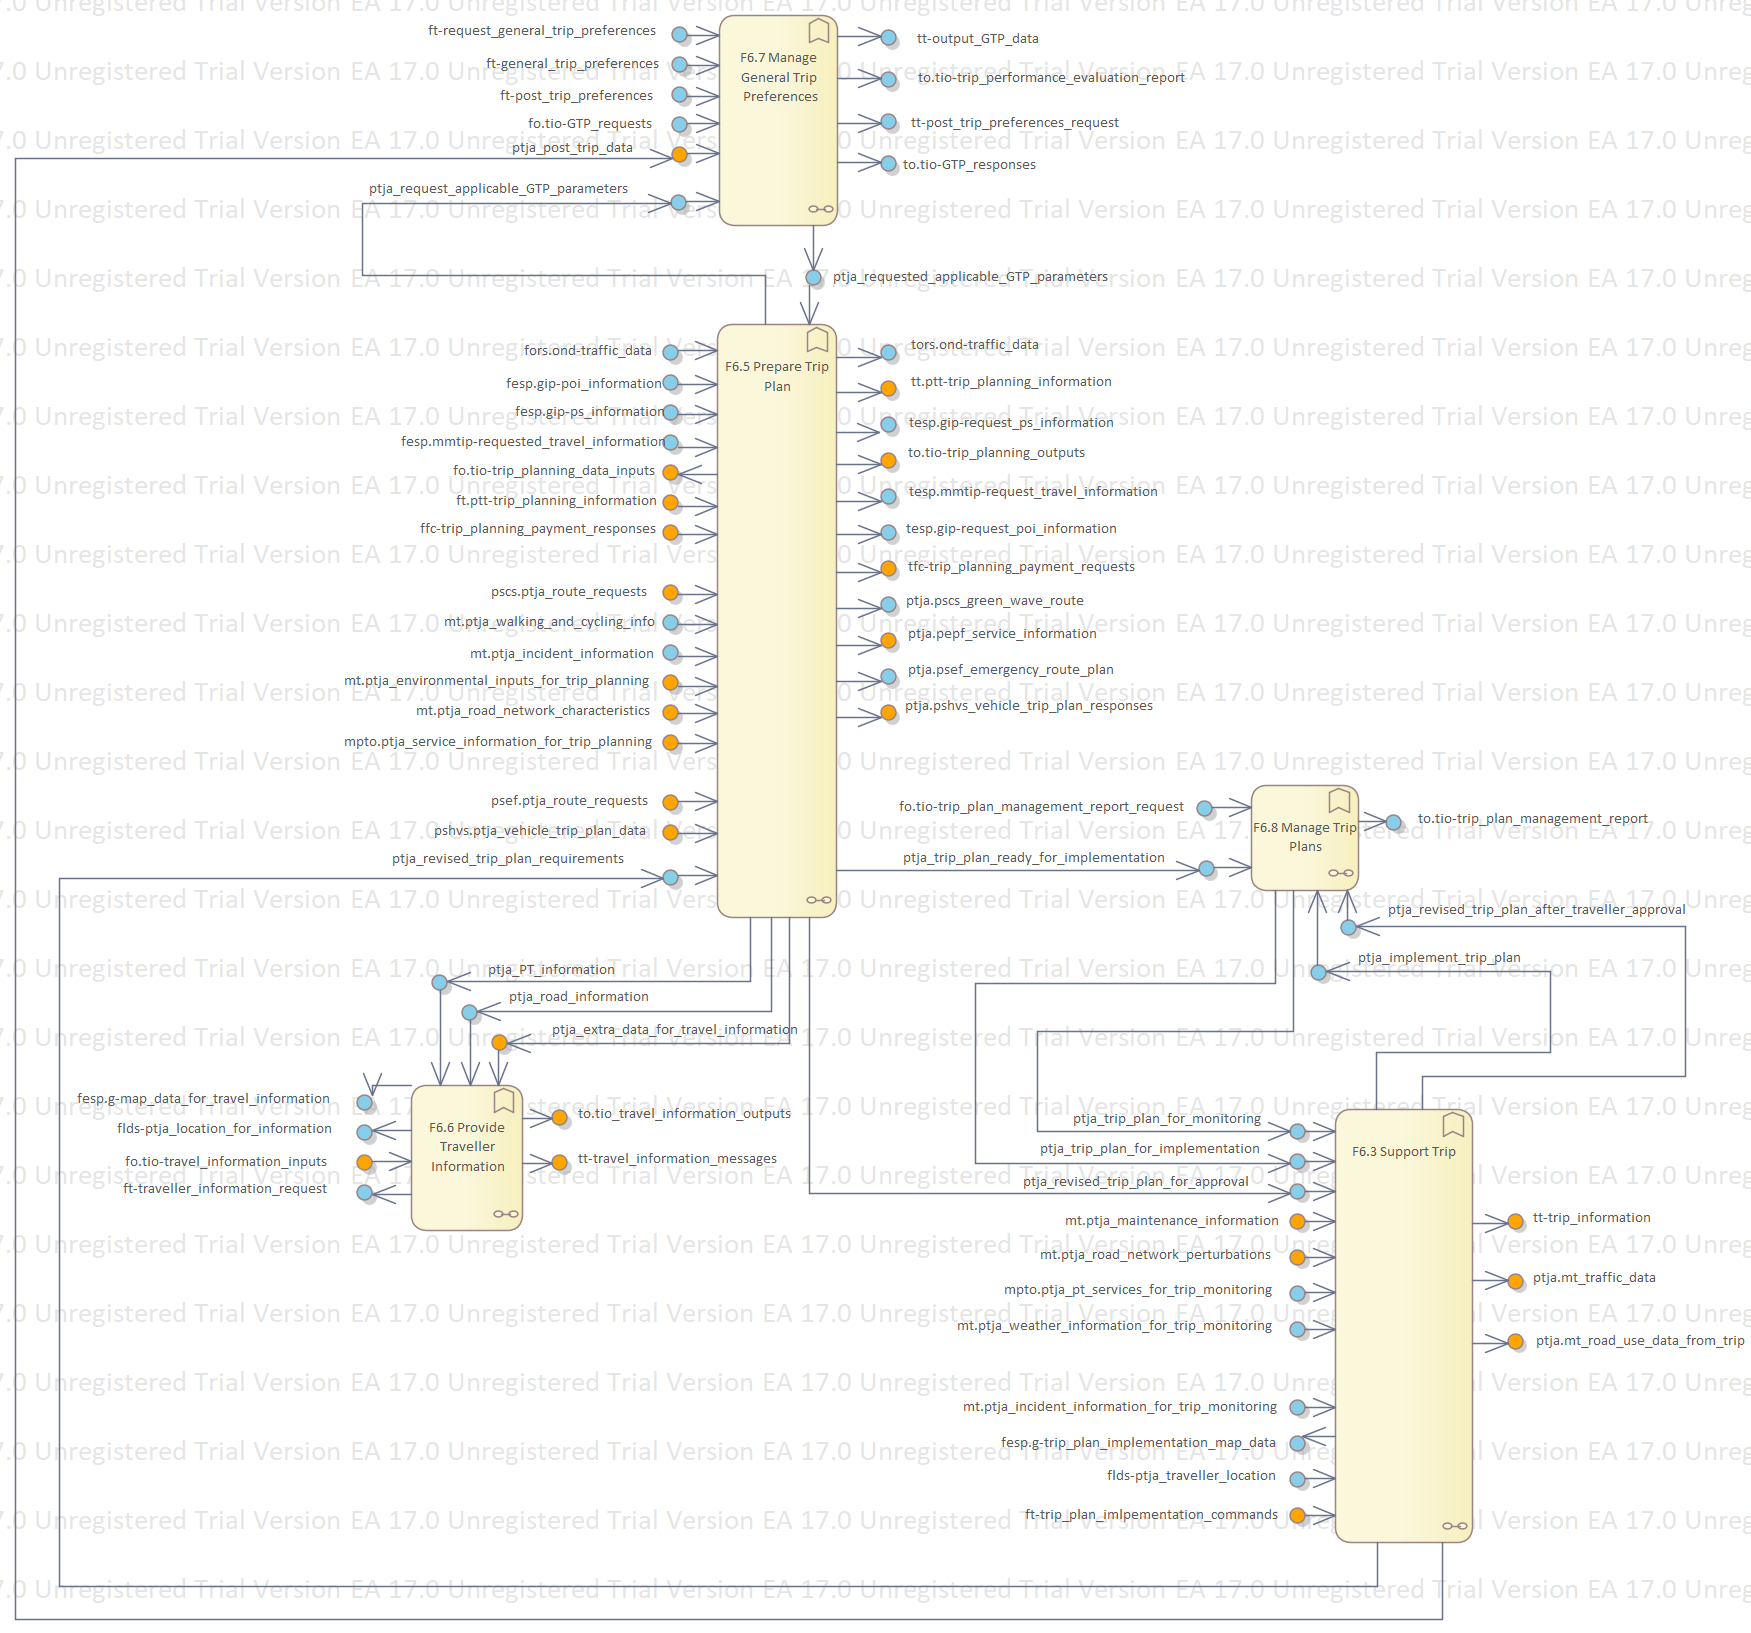 ft-request_general_trip_preferences
ft-general_trip_preferences
ft-post_trip_preferences
fo.tio-GTP_requests
ptja_post_trip_data
ptja_request_applicable_GTP_parameters
F6.7 Manage
General Trip
Preferences
tt-output_GTP_data
to.tio-trip_performance_evaluation_report
tt-post_trip_preferences_request
to.tio-GTP_responses
ptja_requested_applicable_GTP_parameters
fors.ond-traffic_data
fesp.gip-poi_information
fesp.gip-ps_information
fesp.mmtip-requested_travel_information
fo.tio-trip_planning_data_inputs
ft.ptt-trip_planning_information
ffc-trip_planning_payment_responses
pscs.ptja_route_requests
mt.ptja_walking_and_cycling_info
mt.ptja_incident_information
mt.ptja_environmental_inputs_for_trip_planning
mt.ptja_road_network_characteristics
mpto.ptja_service_information_for_trip_planning
psef.ptja_route_requests
pshvs.ptja_vehicle_trip_plan_data
ptja_revised_trip_plan_requirements
F6.5 Prepare Trip
Plan
tors.ond-traffic_data
tt.ptt-trip_planning_information
tesp.gip-request_ps_information
to.tio-trip_planning_outputs
tesp.mmtip-request_travel_information
tesp.gip-request_poi_information
tfc-trip_planning_payment_requests
ptja.pscs_green_wave_route
ptja.pepf_service_information
ptja.psef_emergency_route_plan
ptja.pshvs_vehicle_trip_plan_responses
fo.tio-trip_plan_management_report_request
ptja_trip_plan_ready_for_implementation
F6.8 Manage Trip
Plans
to.tio-trip_plan_management_report
ptja_revised_trip_plan_after_traveller_approval
ptja_implement_trip_plan
ptja_PT_information
ptja_road_information
ptja_extra_data_for_travel_information
fesp.g-map_data_for_travel_information
flds-ptja_location_for_information
fo.tio-travel_information_inputs
ft-traveller_information_request
F6.6 Provide
Traveller
Information
to.tio_travel_information_outputs
tt-travel_information_messages
ptja_trip_plan_for_monitoring
ptja_trip_plan_for_implementation
ptja_revised_trip_plan_for_approval
mt.ptja_maintenance_information
mt.ptja_road_network_perturbations
mpto.ptja_pt_services_for_trip_monitoring
mt.ptja_weather_information_for_trip_monitoring
mt.ptja_incident_information_for_trip_monitoring
fesp.g-trip_plan_implementation_map_data
flds-ptja_traveller_location
ft-trip_plan_imlpementation_commands
F6.3 Support Trip
tt-trip_information
ptja.mt_traffic_data
ptja.mt_road_use_data_from_trip
Unregistered Trial Version EA 17.0